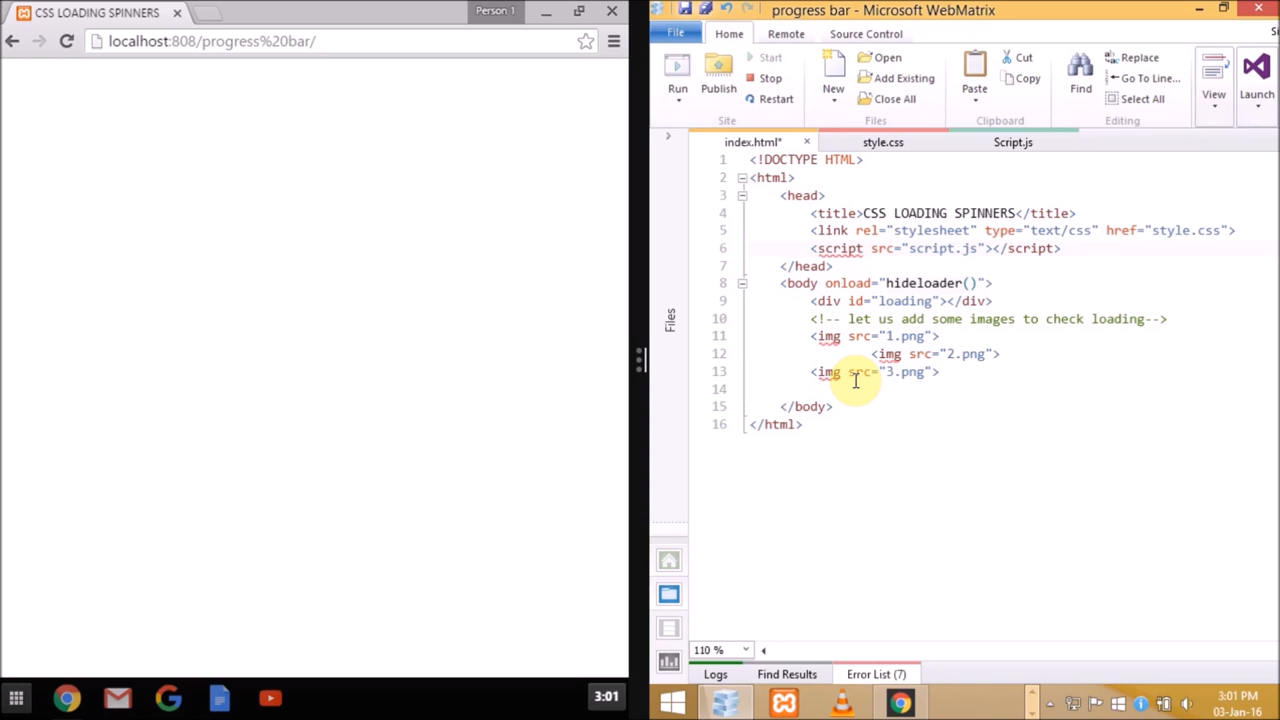 CSS LOADING SPINNERS
Person 1
localhost:808/progress%20bar/
3:01
progress bar - Microsoft WebMatrix
File
Home
Remote
Source Control
Run
Publish
Start
Stop
Restart
Site
New
Open
Add Existing
Close All
Files
Paste
Cut
Copy
Clipboard
Find
Replace
Go To Line...
Select All
Editing
View
Launch
Si
Files
index.html*
style.css
Script.js
1 <!DOCTYPE HTML>
2 <html>
3 <head>
4 <title>CSS LOADING SPINNERS</title>
5 <link rel="stylesheet" type="text/css" href="style.css">
6 <script src="script.js"></script>
7 </head>
8 <body onload="hideloader()">
9 <div id="loading"></div>
10 <!-- let us add some images to check loading-->
11 <img src="1.png">
12 <img src="2.png">
13 <img src="3.png">
14
15 </body>
16 </html>
110 %
Logs
Find Results
Error List (7)
3:01 PM
03-Jan-16